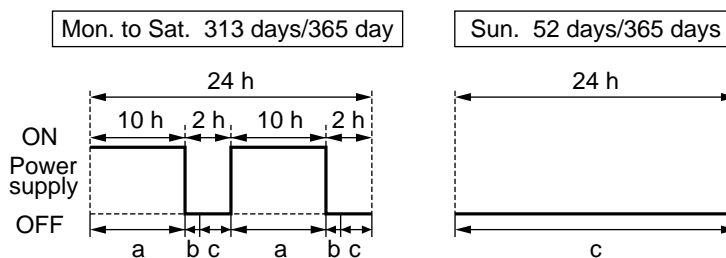 Mon. to Sat. 313 days/365 day
Sun. 52 days/365 days
24 h
24 h
10 h 2 h 10 h 2 h
ON
Power
supply
OFF
a b c a b c
c